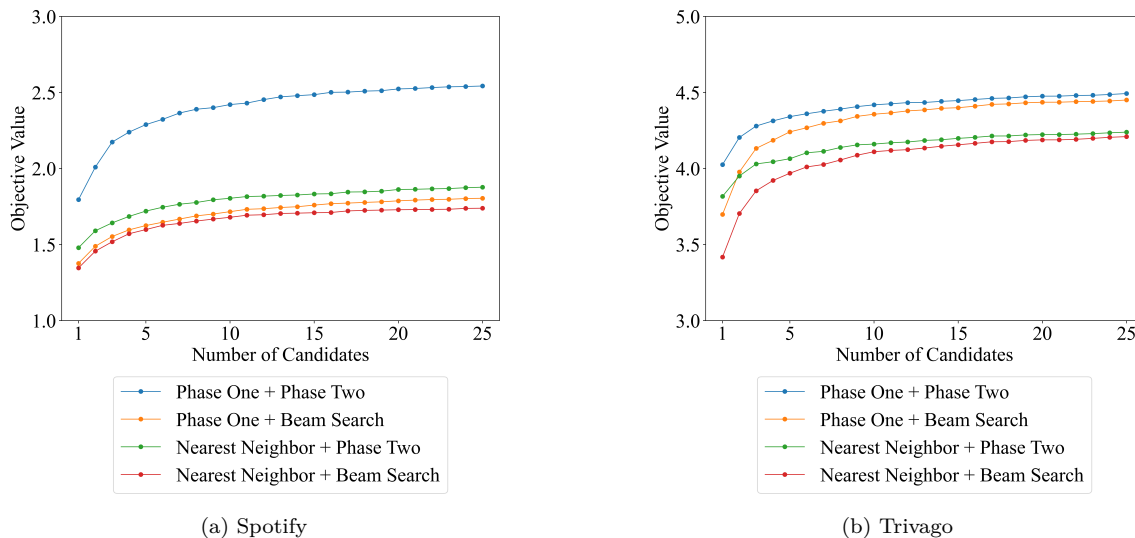 3.0
2.5
2.0
1.5
1.0
Objective Value
1 5 10 15 20 25
Number of Candidates
Phase One + Phase Two
Phase One + Beam Search
Nearest Neighbor + Phase Two
Nearest Neighbor + Beam Search
(a) Spotify
5.0
4.5
4.0
3.5
3.0
Objective Value
1 5 10 15 20 25
Number of Candidates
Phase One + Phase Two
Phase One + Beam Search
Nearest Neighbor + Phase Two
Nearest Neighbor + Beam Search
(b) Trivago